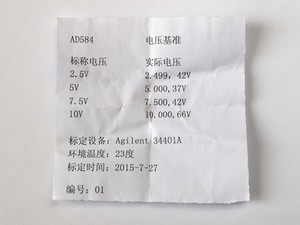 AD584 电压基准
标称电压 实际电压
2.5V 2.499,42V
5V 5.000,37V
7.5V 7.500,42V
10V 10.000,66V
标定设备：Agilent 34401A
环境温度：23度
标定时间：2015-7-27
编号：01